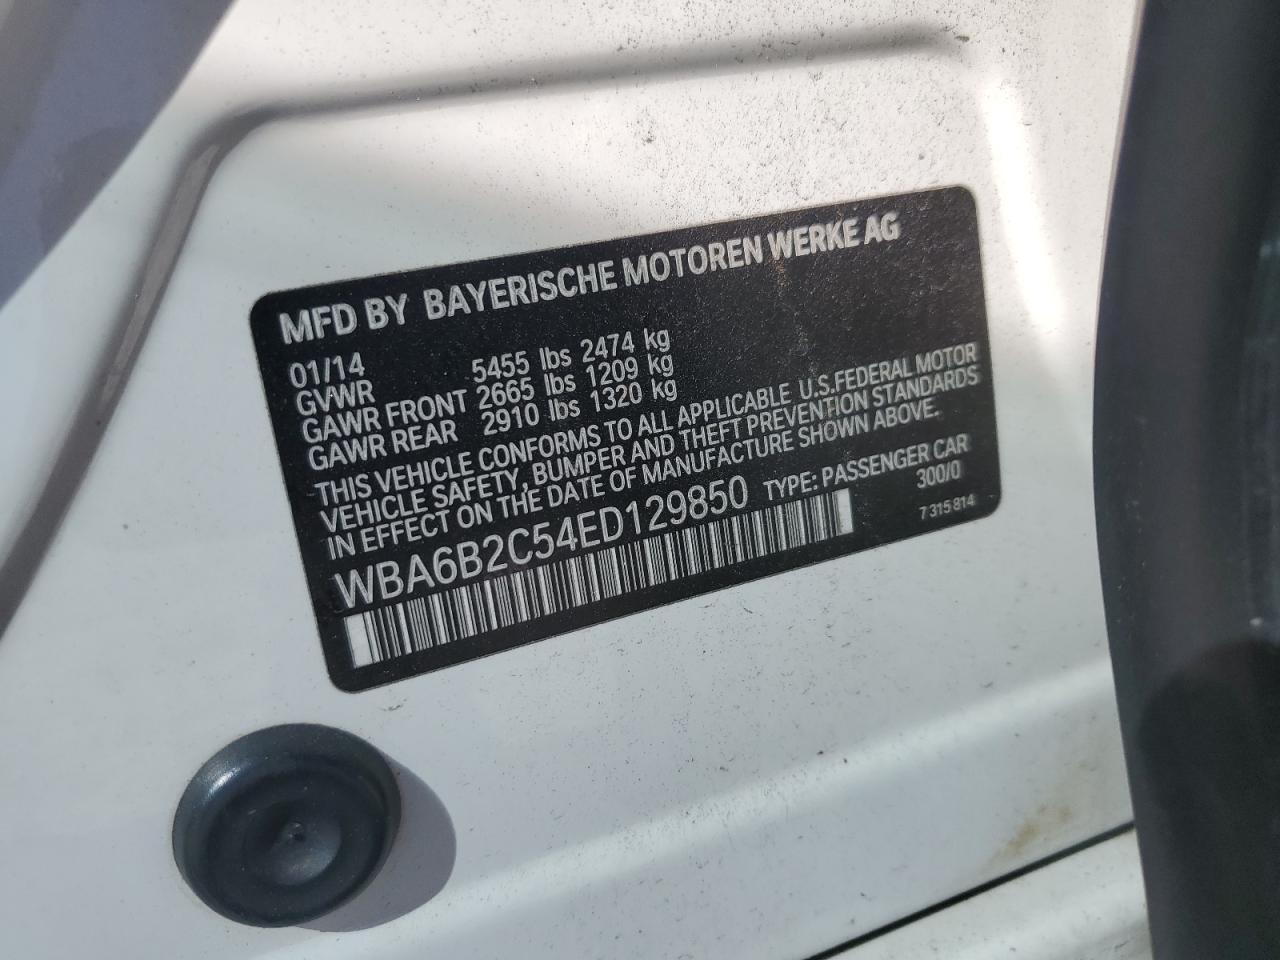 MFD BY BAYERISCHE MOTOREN WERKE AG
01/14
GVWR 5455 lbs 2474 kg
GAWR FRONT 2665 lbs 1209 kg
GAWR REAR 2910 lbs 1320 kg
THIS VEHICLE CONFORMS TO ALL APPLICABLE U.S.FEDERAL MOTOR
VEHICLE SAFETY, BUMPER AND THEFT PREVENTION STANDARDS
IN EFFECT ON THE DATE OF MANUFACTURE SHOWN ABOVE.
WBA6B2C54ED129850 TYPE: PASSENGER CAR
300/0
7 315 814